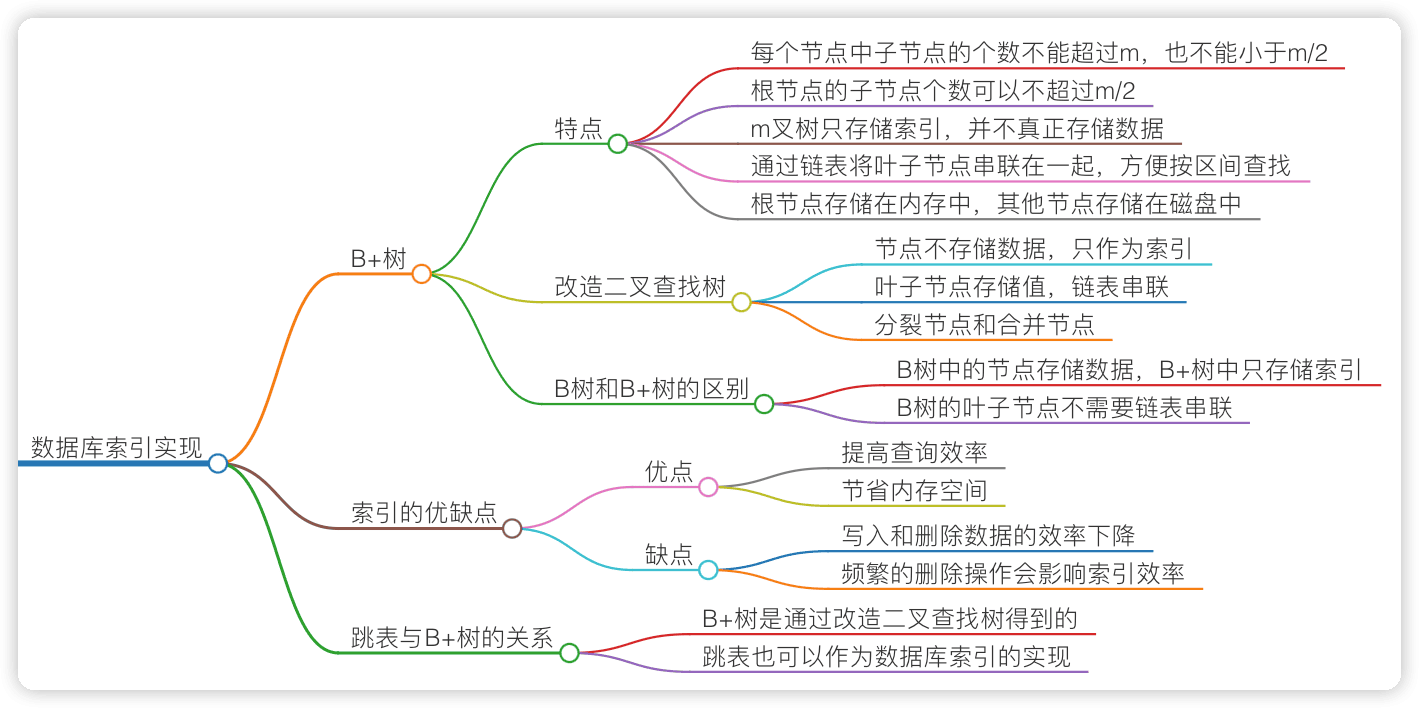 每个节点中子节点的个数不能超过m，也不能小于m/2
根节点的子节点个数可以不超过m/2
特点
m叉树只存储索引，并不真正存储数据
通过链表将叶子节点串联在一起，方便按区间查找
根节点存储在内存中，其他节点存储在磁盘中
B+树
节点不存储数据，只作为索引
改造二叉查找树
叶子节点存储值，链表串联
分裂节点和合并节点
B树和B+树的区别
B树中的节点存储数据，B+树中只存储索引
B树的叶子节点不需要链表串联
数据库索引实现
索引的优缺点
优点
提高查询效率
节省内存空间
缺点
写入和删除数据的效率下降
频繁的删除操作会影响索引效率
跳表与B+树的关系
B+树是通过改造二叉查找树得到的
跳表也可以作为数据库索引的实现